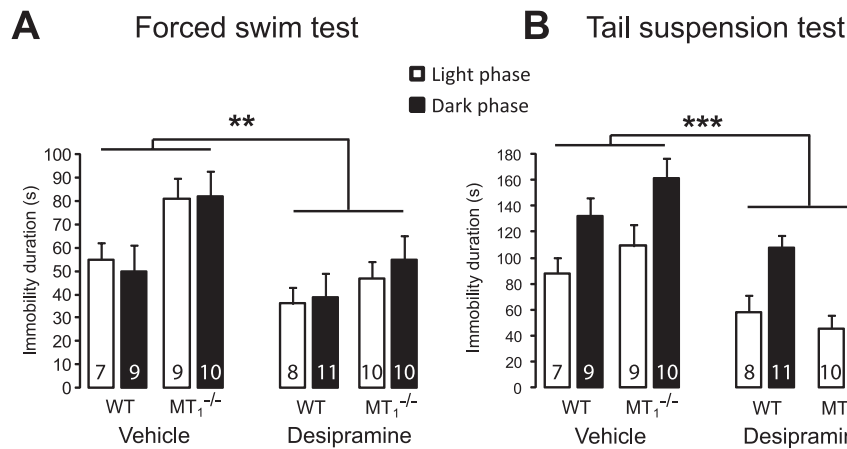 A Forced swim test
B Tail suspension test
Light phase
Dark phase
**
***
Immobility duration (s)
100
90
80
70
60
50
40
30
20
10
0
7 9 9 10 8 11 10 10
WT MT₁⁻/⁻ WT MT₁⁻/⁻
Vehicle Desipramine
Immobility duration (s)
180
160
140
120
100
80
60
40
20
0
7 9 9 10 8 11 10
WT MT₁⁻/⁻ WT MT
Vehicle Desipramin